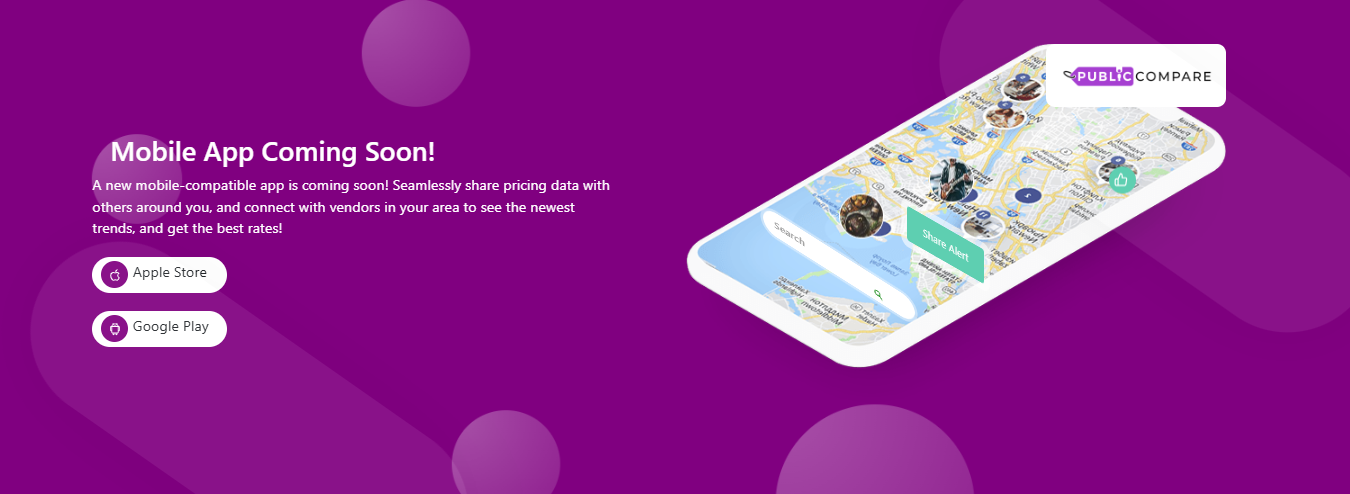 Mobile App Coming Soon!
A new mobile-compatible app is coming soon! Seamlessly share pricing data with
others around you, and connect with vendors in your area to see the newest
trends, and get the best rates!
Apple Store
Google Play
PUBLIC COMPARE
Share Alert
Search